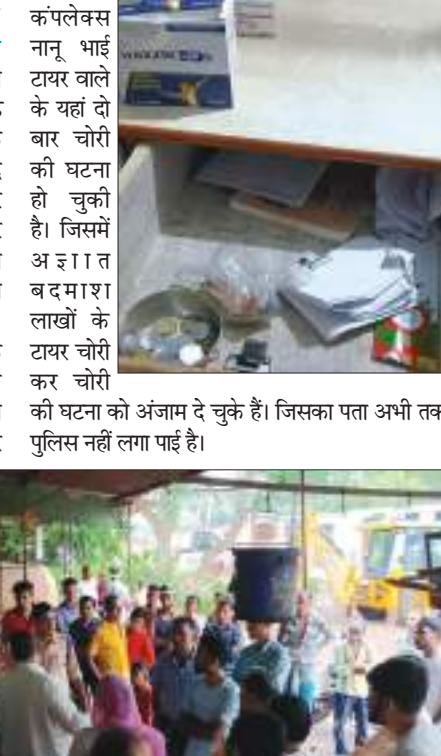 कंपलेक्स
नानू भाई
टायर वाले
के यहां दो
बार चोरी
की घटना
हो चुकी
है। जिसमें
अज्ञात
बदमाश
लाखों के
टायर चोरी
कर चोरी
की घटना को अंजाम दे चुके हैं। जिसका पता अभी तक
पुलिस नहीं लगा पाई है।